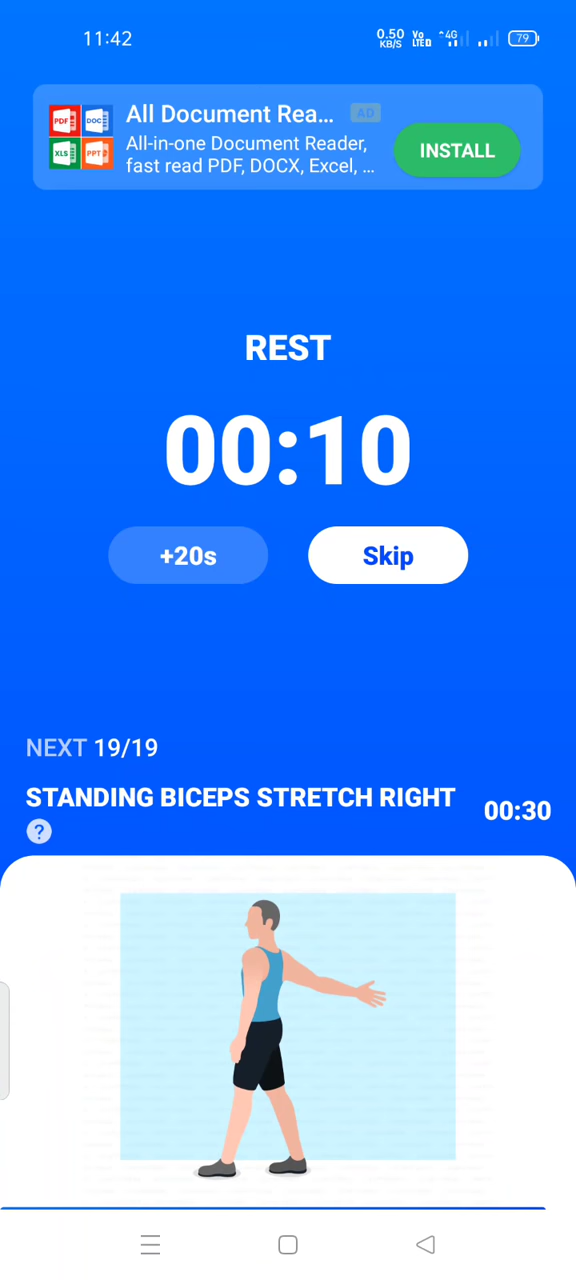 11:42
0.50 KB/S
Vo LTE D
4G
79
PDF
DOC
XLS
PPT
All Document Rea... AD
All-in-one Document Reader,
fast read PDF, DOCX, Excel, ...
INSTALL
REST
00:10
+20s
Skip
NEXT 19/19
STANDING BICEPS STRETCH RIGHT
?
00:30